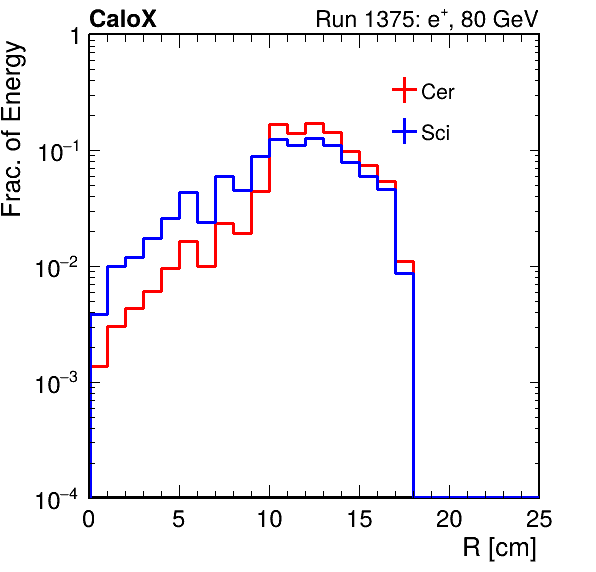 CaloX Run 1375: e⁺, 80 GeV
Frac. of Energy
1
10⁻¹
10⁻²
10⁻³
10⁻⁴
Cer
Sci
0 5 10 15 20 25
R [cm]